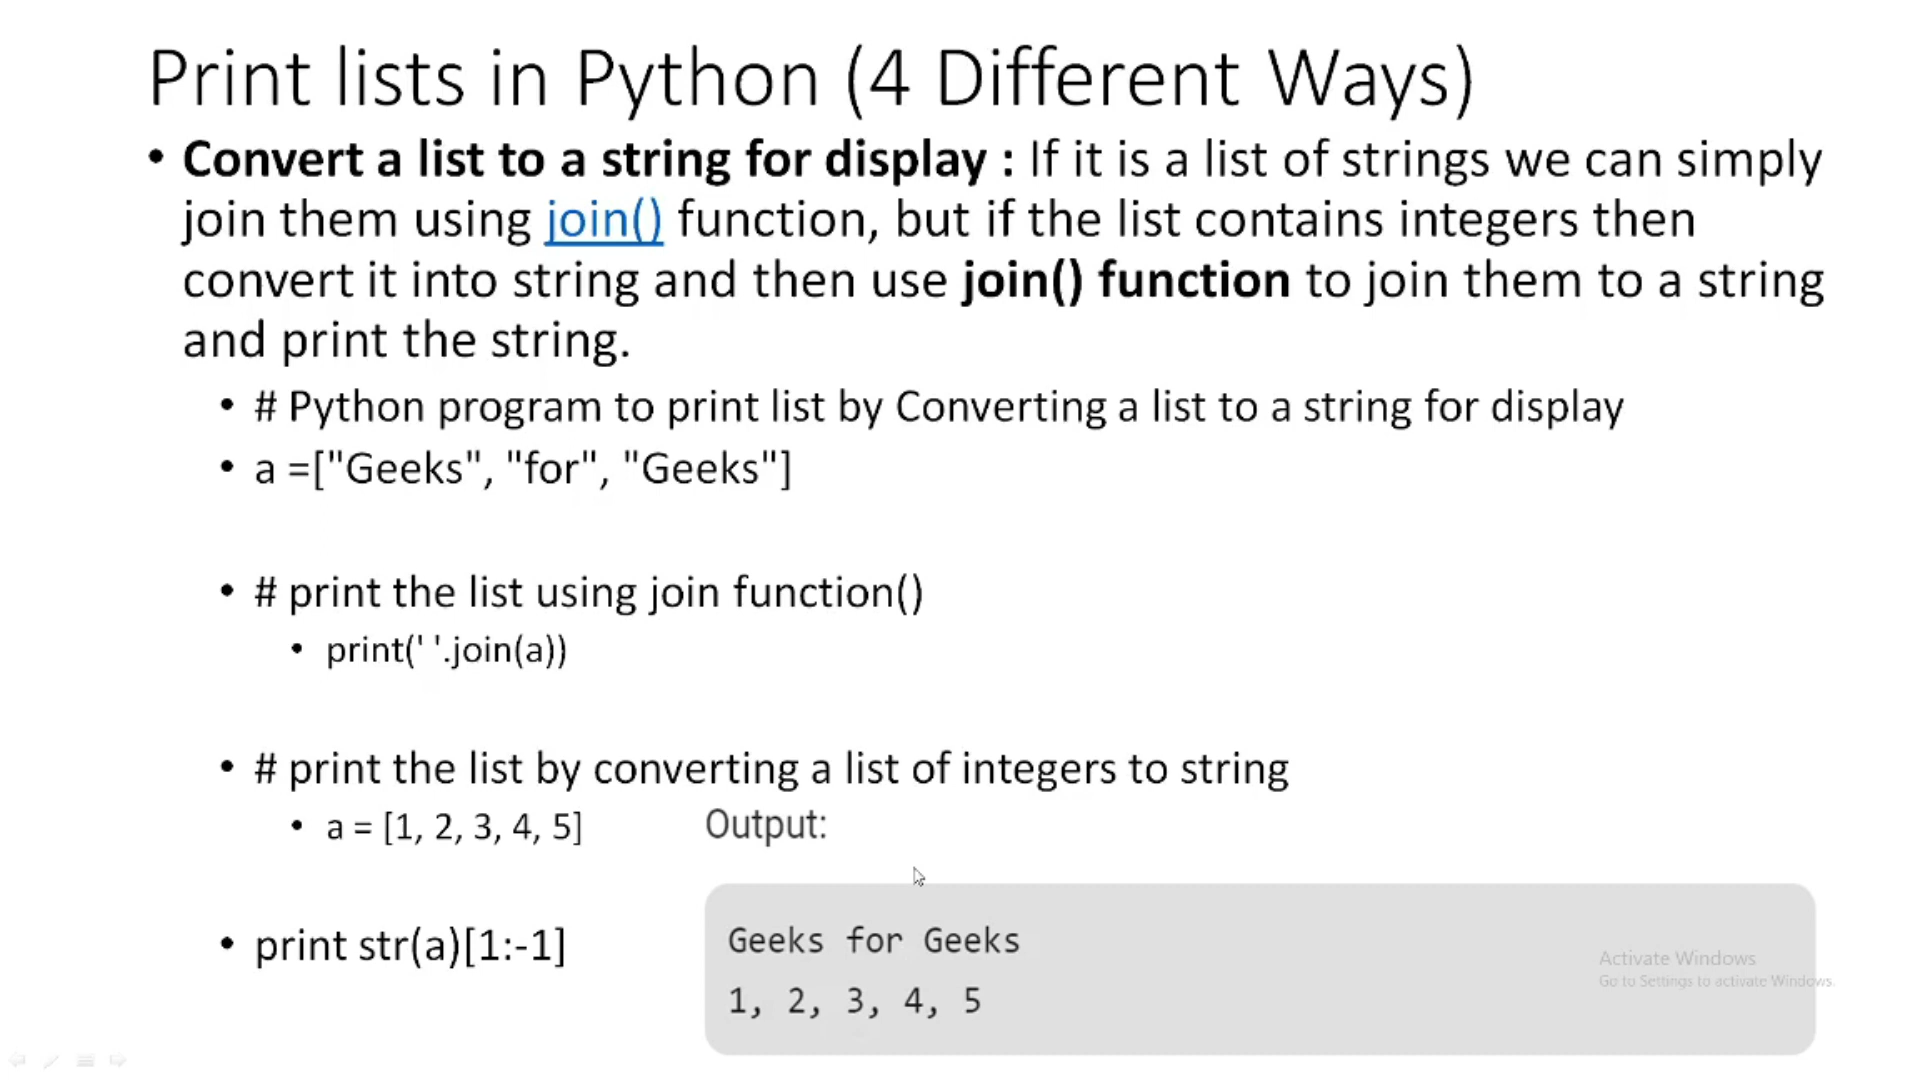 Print lists in Python (4 Different Ways)
• Convert a list to a string for display : If it is a list of strings we can simply
join them using join() function, but if the list contains integers then
convert it into string and then use join() function to join them to a string
and print the string.
• # Python program to print list by Converting a list to a string for display
• a =["Geeks", "for", "Geeks"]
• # print the list using join function()
• print(' '.join(a))
• # print the list by converting a list of integers to string
• a = [1, 2, 3, 4, 5]
Output:
• print str(a)[1:-1]
Geeks for Geeks
1, 2, 3, 4, 5
Activate Windows
Go to Settings to activate Windows.